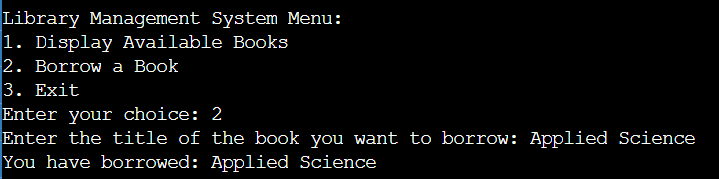 Library Management System Menu:
1. Display Available Books
2. Borrow a Book
3. Exit
Enter your choice: 2
Enter the title of the book you want to borrow: Applied Science
You have borrowed: Applied Science